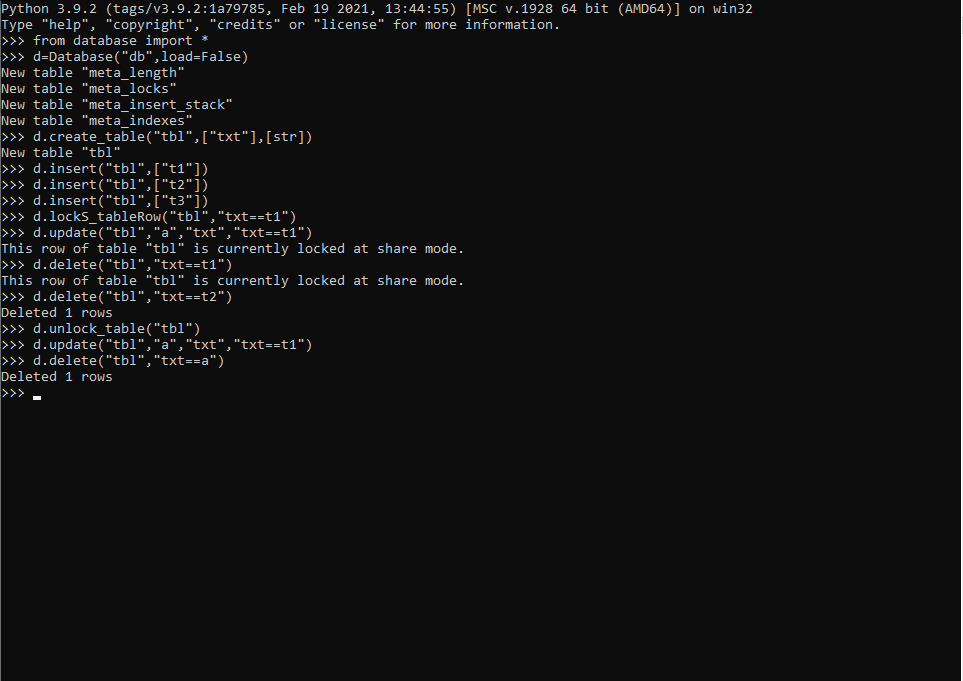 Python 3.9.2 (tags/v3.9.2:1a79785, Feb 19 2021, 13:44:55) [MSC v.1928 64 bit (AMD64)] on win32
Type "help", "copyright", "credits" or "license" for more information.
>>> from database import *
>>> d=Database("db",load=False)
New table "meta_length"
New table "meta_locks"
New table "meta_insert_stack"
New table "meta_indexes"
>>> d.create_table("tbl",["txt"],[str])
New table "tbl"
>>> d.insert("tbl",["t1"])
>>> d.insert("tbl",["t2"])
>>> d.insert("tbl",["t3"])
>>> d.lockS_tableRow("tbl","txt==t1")
>>> d.update("tbl","a","txt","txt==t1")
This row of table "tbl" is currently locked at share mode.
>>> d.delete("tbl","txt==t1")
This row of table "tbl" is currently locked at share mode.
>>> d.delete("tbl","txt==t2")
Deleted 1 rows
>>> d.unlock_table("tbl")
>>> d.update("tbl","a","txt","txt==t1")
>>> d.delete("tbl","txt==a")
Deleted 1 rows
>>>